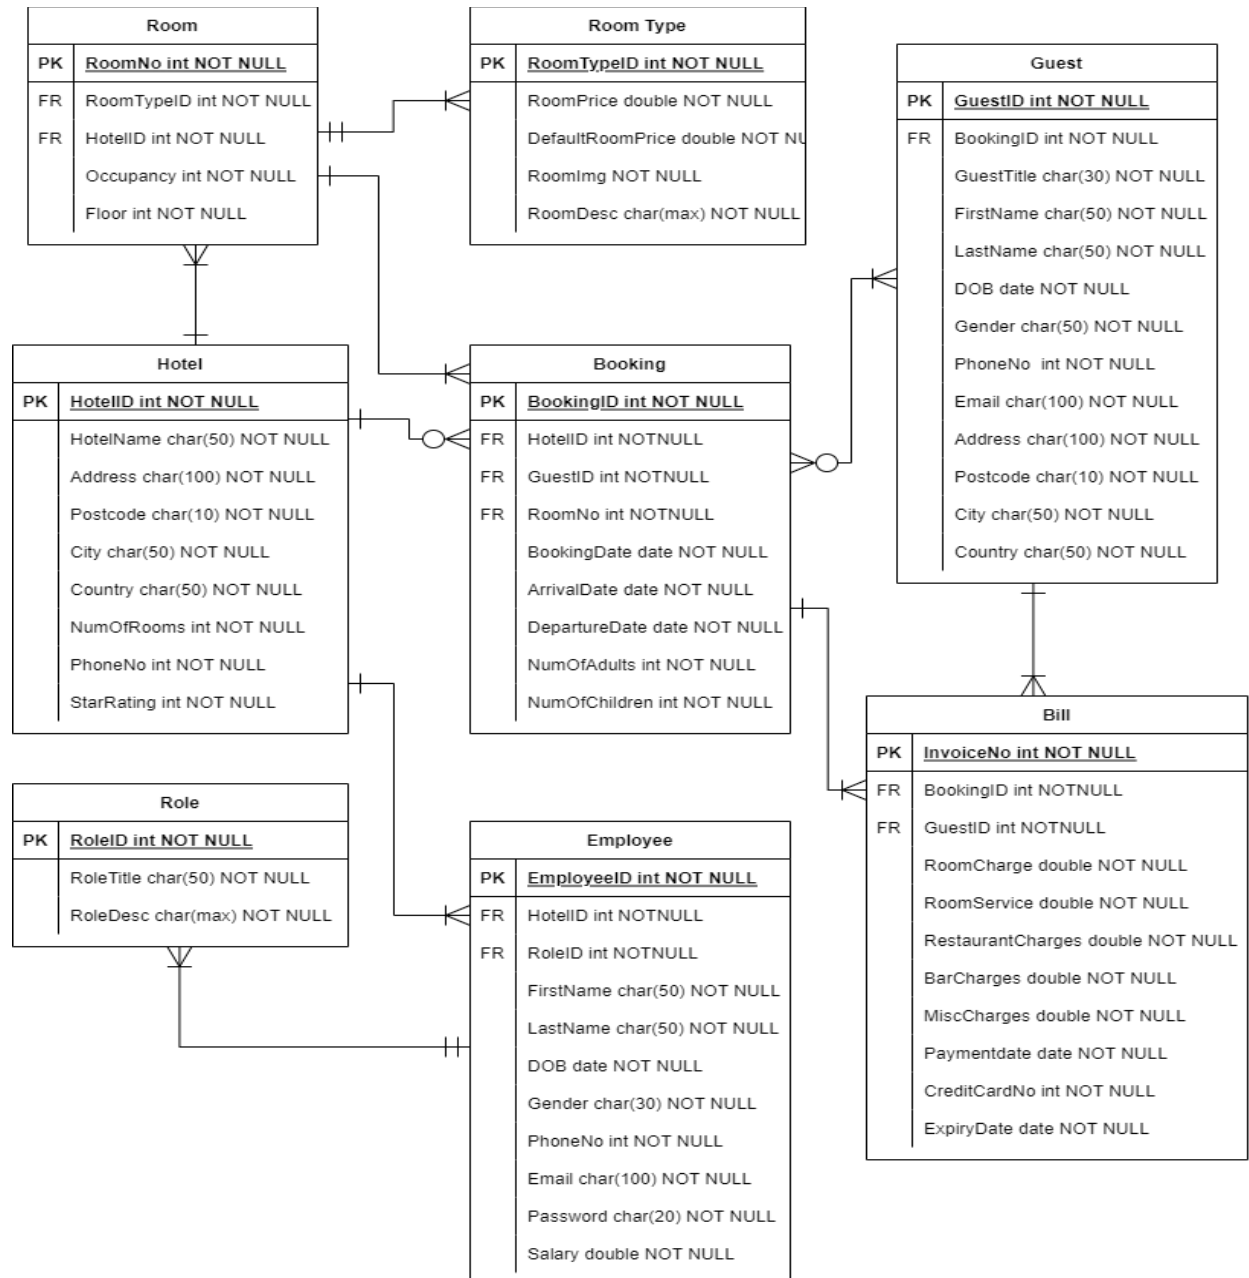 Room
PK RoomNo int NOT NULL
FR RoomTypeID int NOT NULL
FR HotelID int NOT NULL
Occupancy int NOT NULL
Floor int NOT NULL
Room Type
PK RoomTypeID int NOT NULL
RoomPrice double NOT NULL
DefaultRoomPrice double NOT NU
RoomImg NOT NULL
RoomDesc char(max) NOT NULL
Guest
PK GuestID int NOT NULL
FR BookingID int NOT NULL
GuestTitle char(30) NOT NULL
FirstName char(50) NOT NULL
LastName char(50) NOT NULL
DOB date NOT NULL
Gender char(50) NOT NULL
PhoneNo int NOT NULL
Email char(100) NOT NULL
Address char(100) NOT NULL
Postcode char(10) NOT NULL
City char(50) NOT NULL
Country char(50) NOT NULL
Hotel
PK HotelID int NOT NULL
HotelName char(50) NOT NULL
Address char(100) NOT NULL
Postcode char(10) NOT NULL
City char(50) NOT NULL
Country char(50) NOT NULL
NumOfRooms int NOT NULL
PhoneNo int NOT NULL
StarRating int NOT NULL
Booking
PK BookingID int NOT NULL
FR HotelID int NOTNULL
FR GuestID int NOTNULL
FR RoomNo int NOTNULL
BookingDate date NOT NULL
ArrivalDate date NOT NULL
DepartureDate date NOT NULL
NumOfAdults int NOT NULL
NumOfChildren int NOT NULL
Bill
PK InvoiceNo int NOT NULL
FR BookingID int NOTNULL
FR GuestID int NOTNULL
RoomCharge double NOT NULL
RoomService double NOT NULL
RestaurantCharges double NOT NULL
BarCharges double NOT NULL
MiscCharges double NOT NULL
Paymentdate date NOT NULL
CreditCardNo int NOT NULL
ExpiryDate date NOT NULL
Role
PK RoleID int NOT NULL
RoleTitle char(50) NOT NULL
RoleDesc char(max) NOT NULL
Employee
PK EmployeeID int NOT NULL
FR HotelID int NOTNULL
FR RoleID int NOTNULL
FirstName char(50) NOT NULL
LastName char(50) NOT NULL
DOB date NOT NULL
Gender char(30) NOT NULL
PhoneNo int NOT NULL
Email char(100) NOT NULL
Password char(20) NOT NULL
Salary double NOT NULL